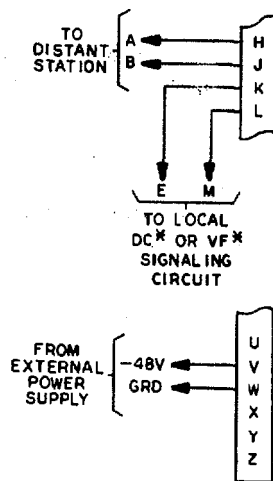 TO
DISTANT
STATION
A
B
H
J
K
L
E M
TO LOCAL
DC* OR VF*
SIGNALING
CIRCUIT
FROM
EXTERNAL
POWER
SUPPLY
-48V
GRD
U
V
W
X
Y
Z